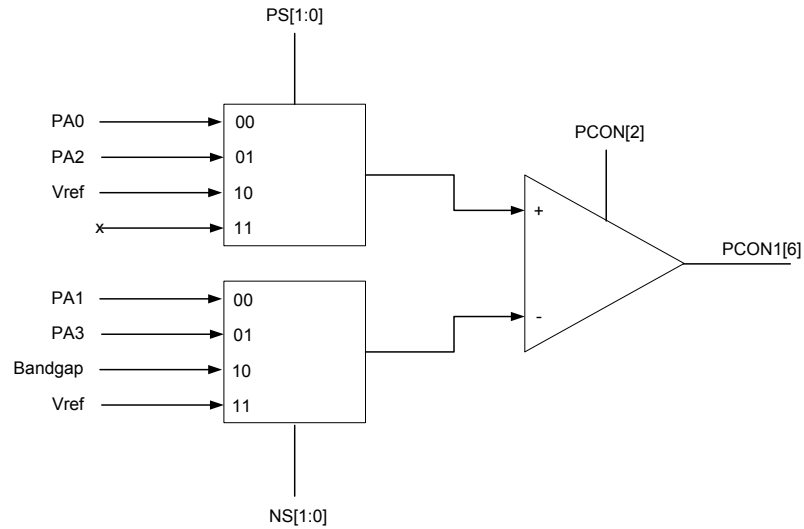 PS[1:0]
PA0
00
PCON[2]
PA2
01
Vref
10
x
11
+
PCON1[6]
PA1
00
PA3
01
-
Bandgap
10
Vref
11
NS[1:0]